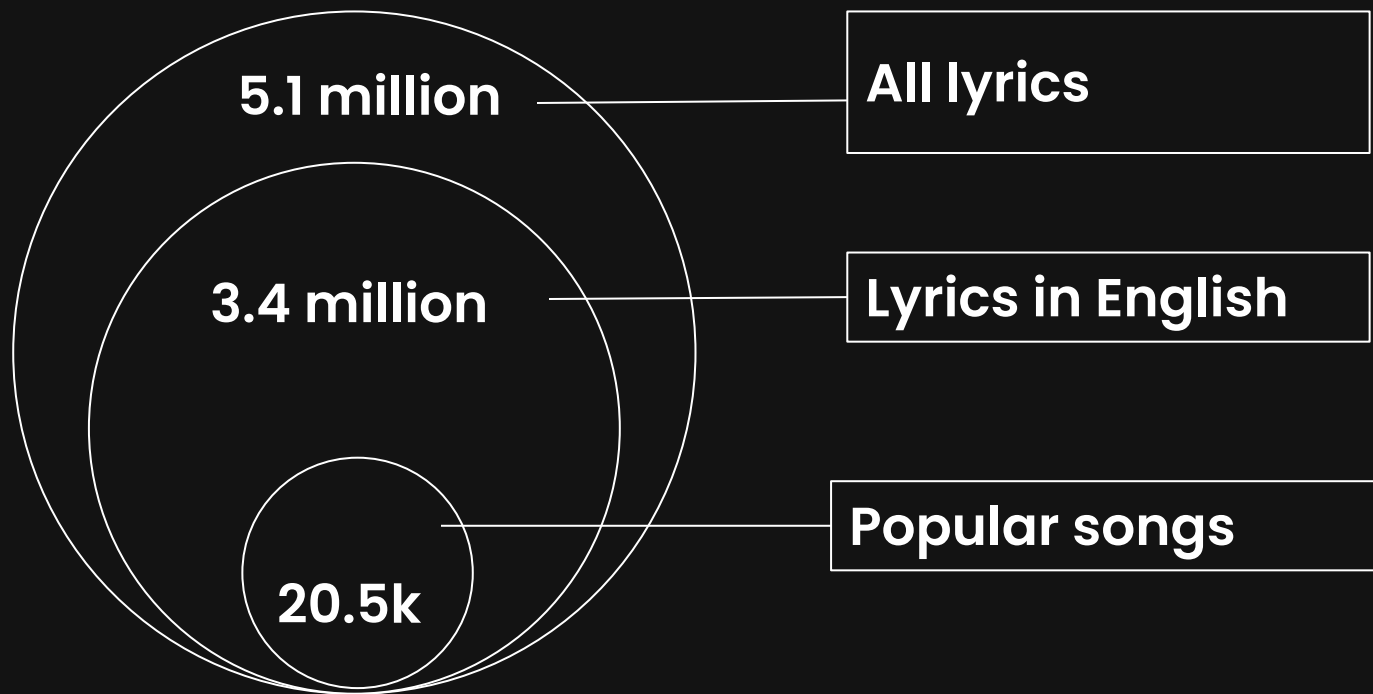 5.1 million
All lyrics
3.4 million
Lyrics in English
Popular songs
20.5k